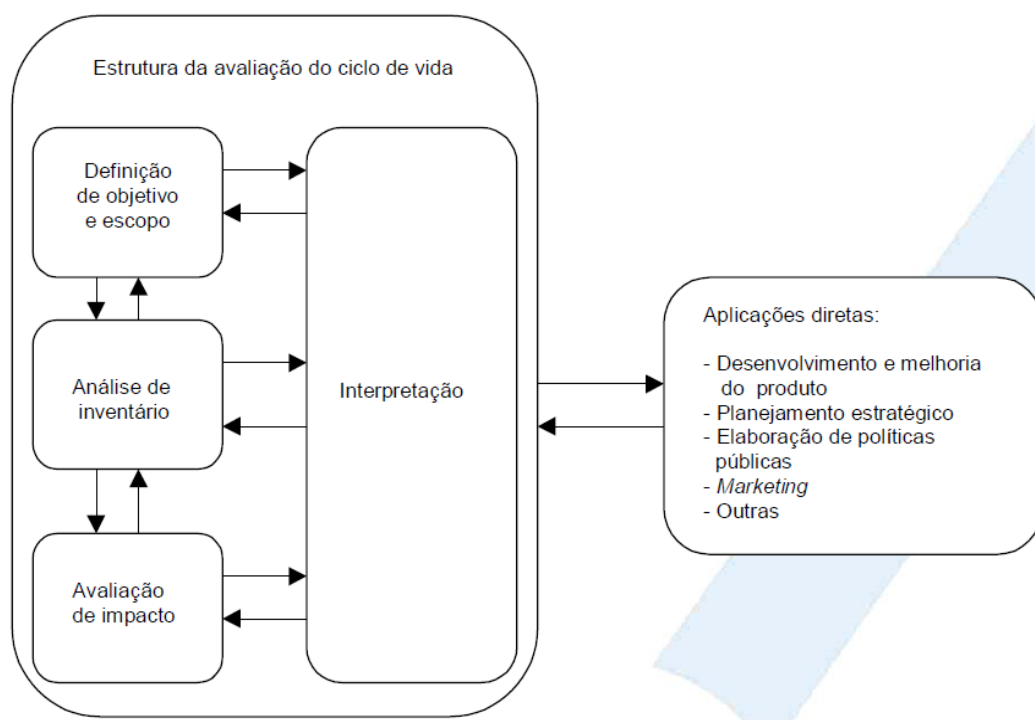 Estrutura da avaliação do ciclo de vida
Definição
de objetivo
e escopo
Análise de
inventário
Avaliação
de impacto
Interpretação
Aplicações diretas:
- Desenvolvimento e melhoria
do produto
- Planejamento estratégico
- Elaboração de políticas
públicas
- Marketing
- Outras